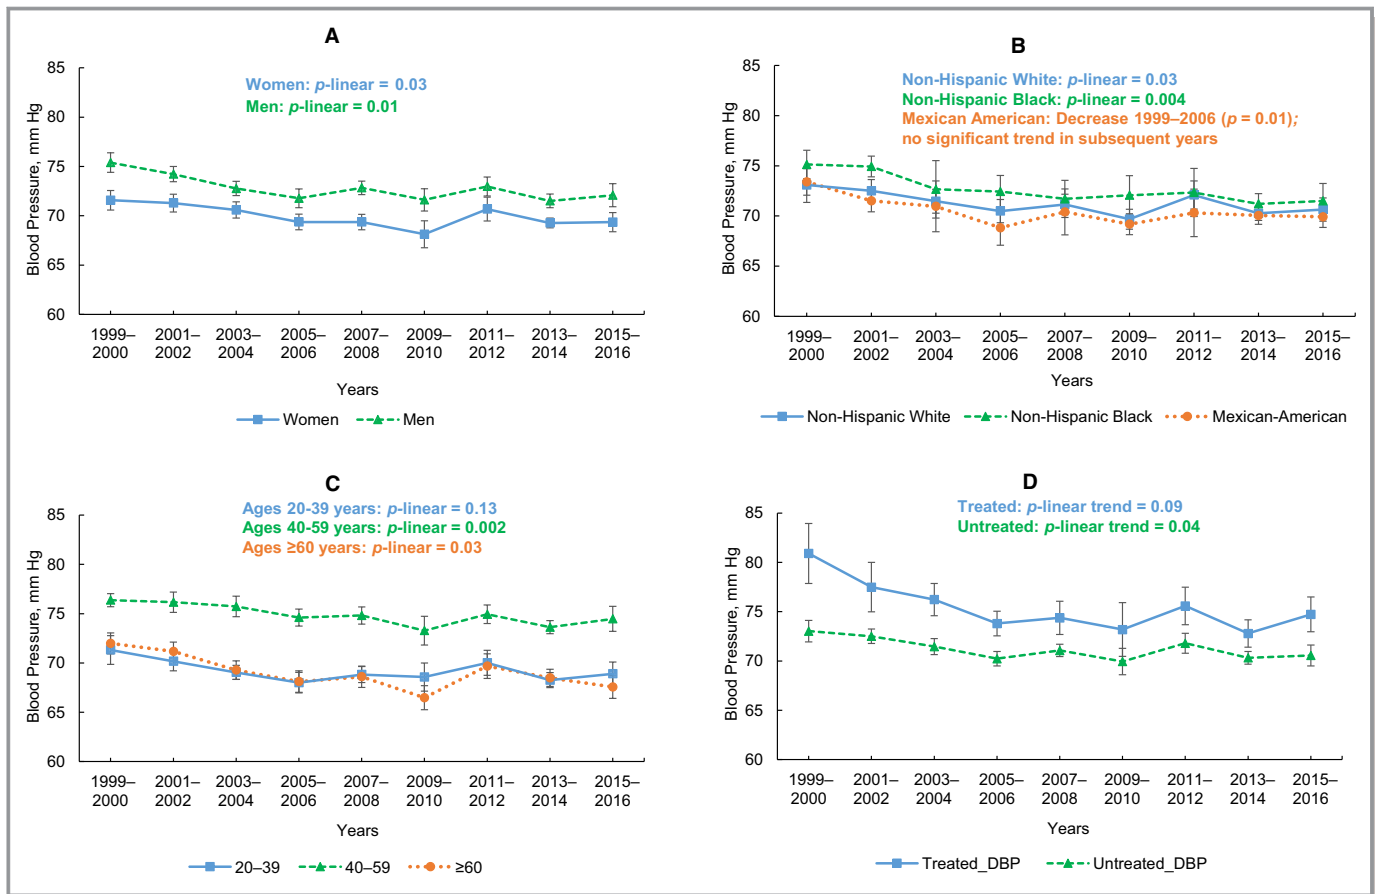 A
Women: p-linear = 0.03
Men: p-linear = 0.01
Blood Pressure, mm Hg
85
80
75
70
65
60
1999– 2001– 2003– 2005– 2007– 2009– 2011– 2013– 2015–
2000 2002 2004 2006 2008 2010 2012 2014 2016
Years
Women Men
B
Non-Hispanic White: p-linear = 0.03
Non-Hispanic Black: p-linear = 0.004
Mexican American: Decrease 1999–2006 (p = 0.01);
no significant trend in subsequent years
Blood Pressure, mm Hg
85
80
75
70
65
60
1999– 2001– 2003– 2005– 2007– 2009– 2011– 2013– 2015–
2000 2002 2004 2006 2008 2010 2012 2014 2016
Years
Non-Hispanic White Non-Hispanic Black Mexican-American
C
Ages 20-39 years: p-linear = 0.13
Ages 40-59 years: p-linear = 0.002
Ages ≥60 years: p-linear = 0.03
Blood Pressure, mm Hg
85
80
75
70
65
60
1999– 2001– 2003– 2005– 2007– 2009– 2011– 2013– 2015–
2000 2002 2004 2006 2008 2010 2012 2014 2016
Years
20–39 40–59 ≥60
D
Treated: p-linear trend = 0.09
Untreated: p-linear trend = 0.04
Blood Pressure, mm Hg
85
80
75
70
65
60
1999– 2001– 2003– 2005– 2007– 2009– 2011– 2013– 2015–
2000 2002 2004 2006 2008 2010 2012 2014 2016
Years
Treated_DBP Untreated_DBP